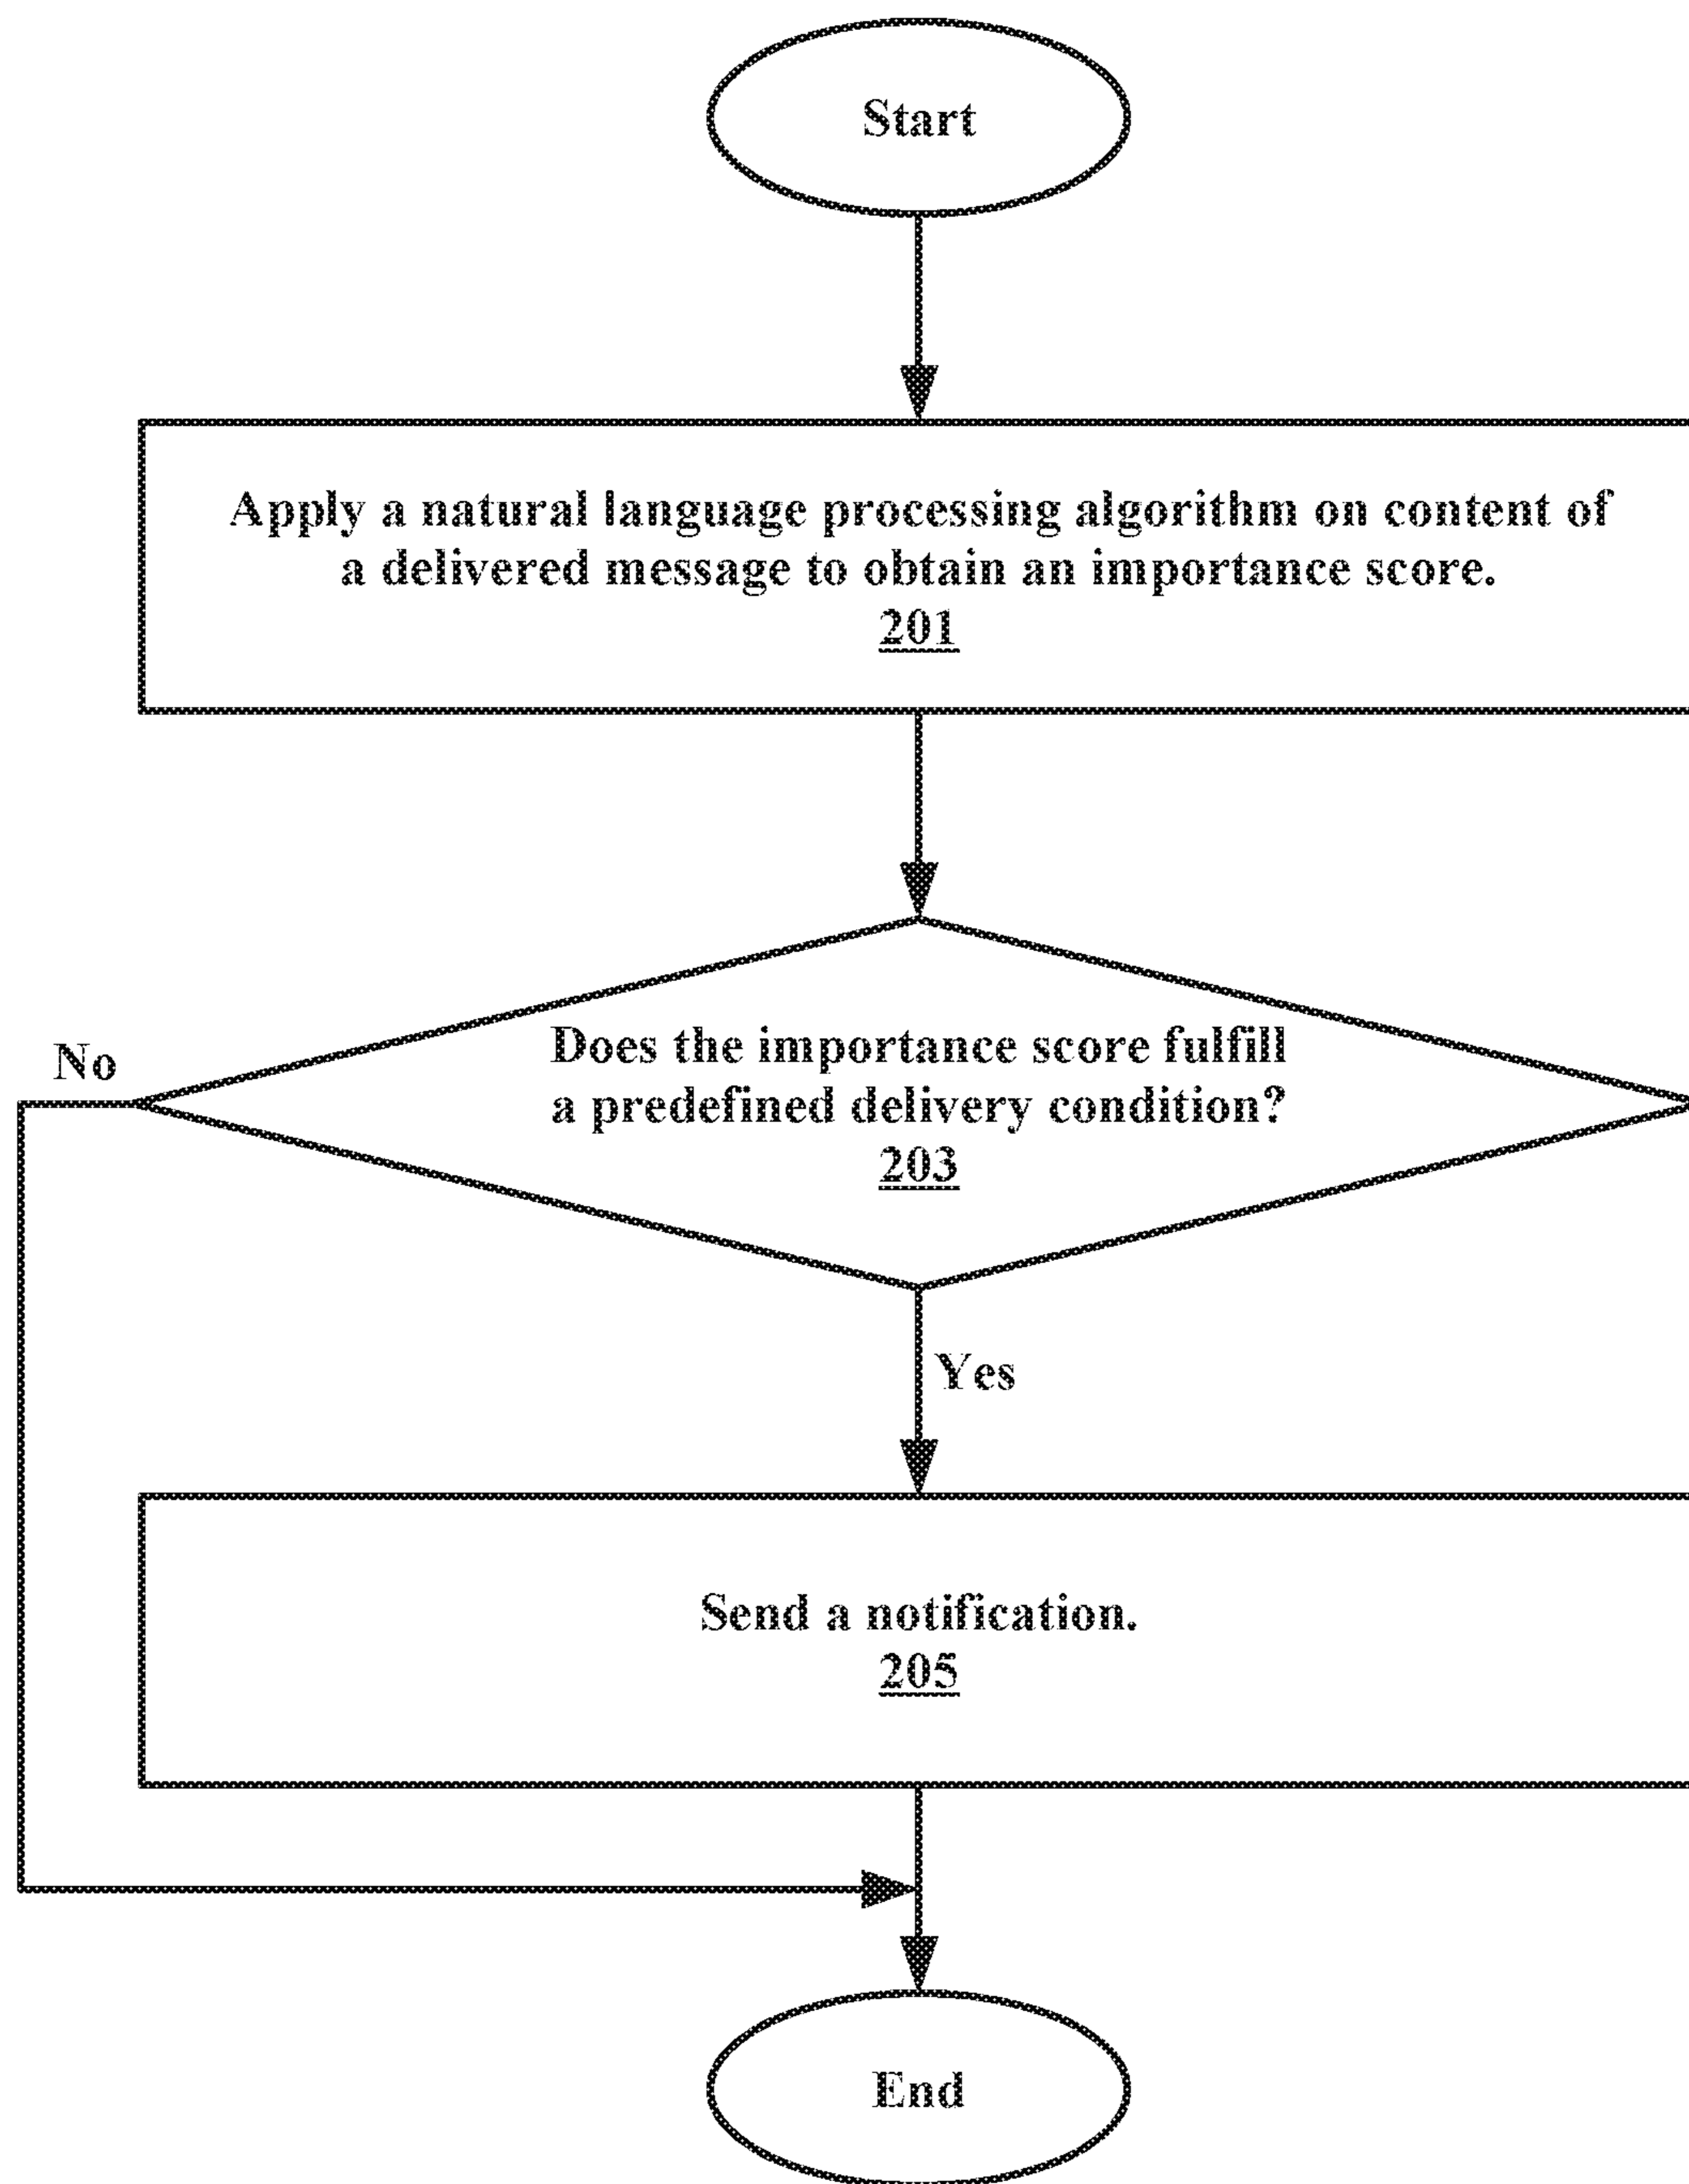 Start
Apply a natural language processing algorithm on content of
a delivered message to obtain an importance score.
201
No
Does the importance score fulfill
a predefined delivery condition?
203
Yes
Send a notification.
205
End